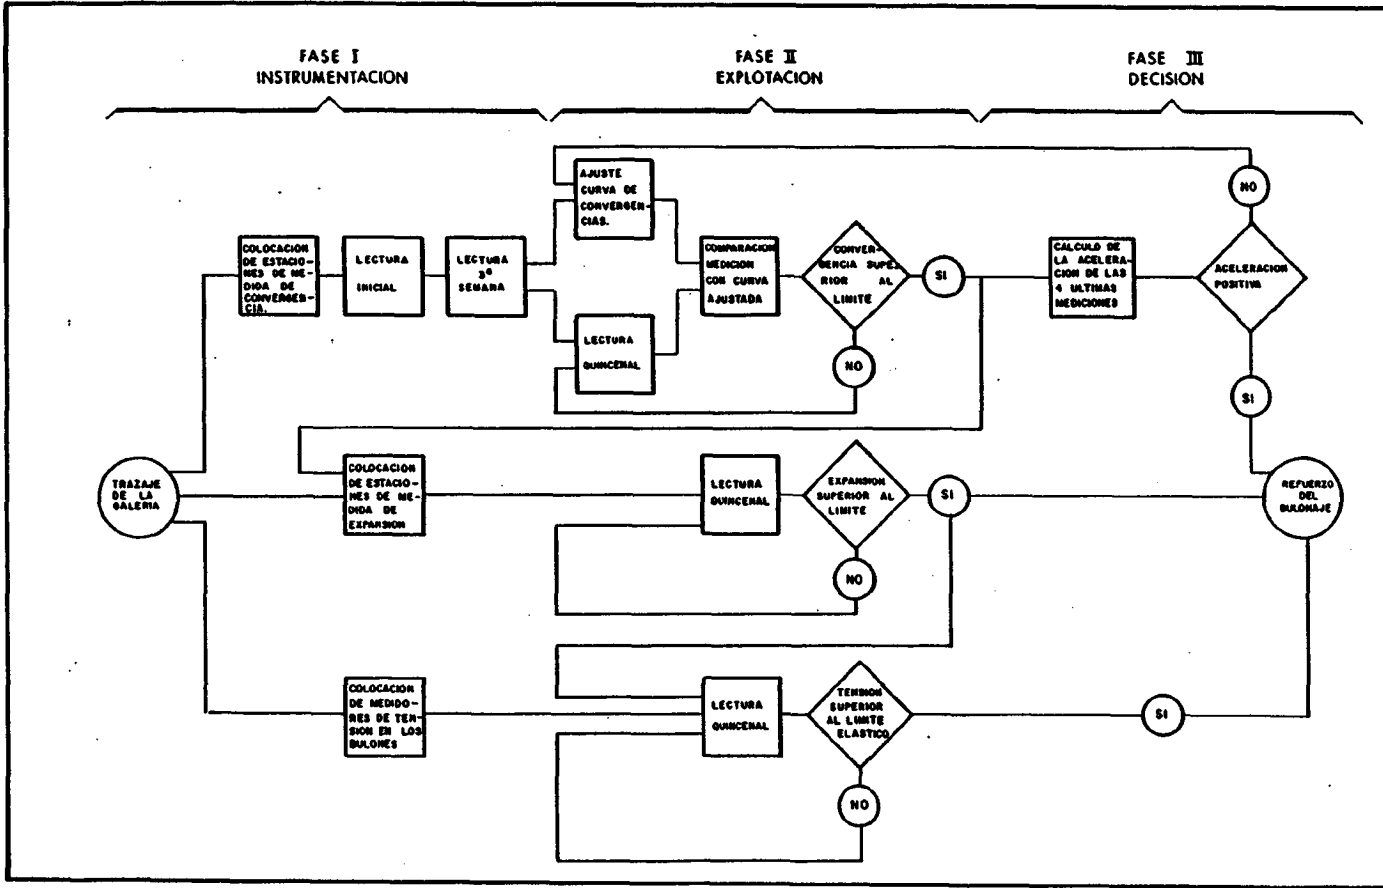 FASE I
INSTRUMENTACION
FASE II
EXPLOTACION
FASE III
DECISION
AJUSTE
CURVA DE
CONVERGEN-
CIAS.
NO
COLOCACION
DE ESTACIO-
NES DE ME-
DIDA DE
CONVERGEN-
CIA.
LECTURA
INICIAL
LECTURA
3ª
SEMANA
COMPARACION
MEDICION
CON CURVA
AJUSTADA
CONVER-
GENCIA SUPE-
RIOR AL
LIMITE
SI
CALCULO DE
LA ACELERA-
CION DE LAS
4 ULTIMAS
MEDICIONES
ACELERACION
POSITIVA
LECTURA
QUINCENAL
NO
SI
TRAZAJE
DE LA
GALERIA
COLOCACION
DE ESTACIO-
NES DE ME-
DIDA DE
EXPANSION
LECTURA
QUINCENAL
EXPANSION
SUPERIOR AL
LIMITE
SI
REFUERZO
DEL
BULONAJE
NO
COLOCACION
DE MEDIDO-
RES DE TEN-
SION EN LOS
BULONES
LECTURA
QUINCENAL
TENSION
SUPERIOR
AL LIMITE
ELASTICO
SI
NO